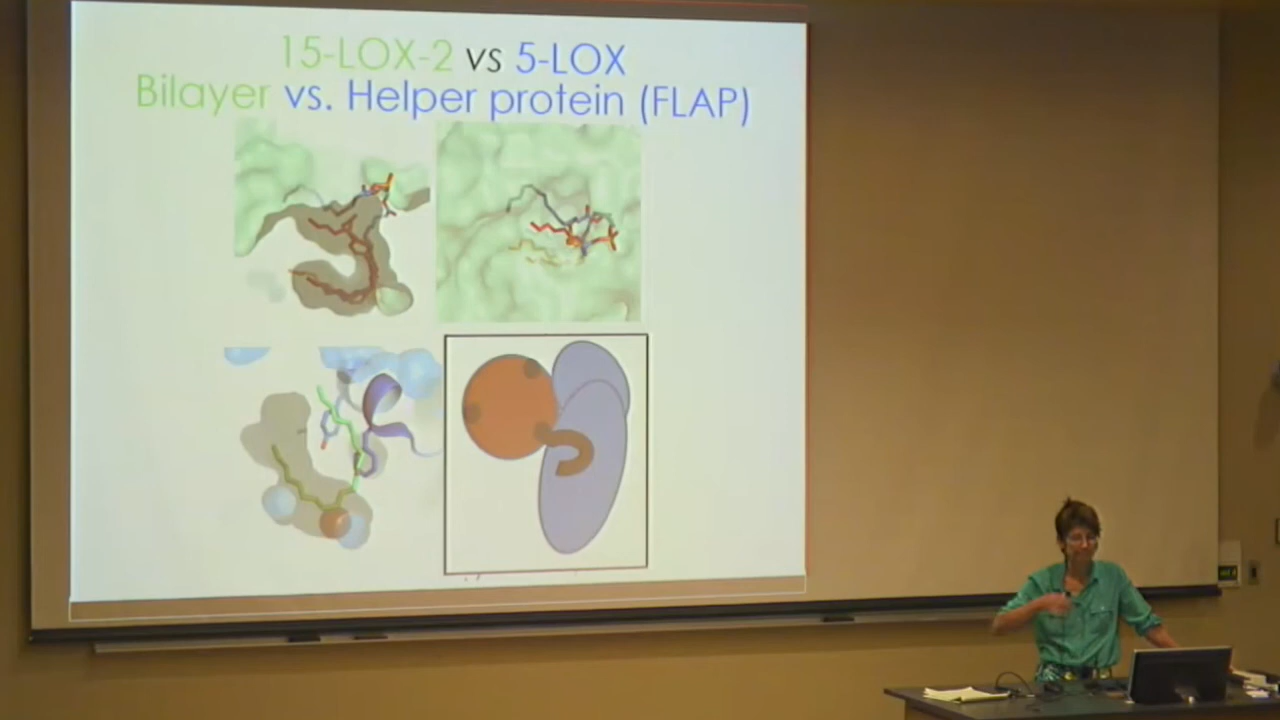 15-LOX-2 vs 5-LOX
Bilayer vs. Helper protein (FLAP)